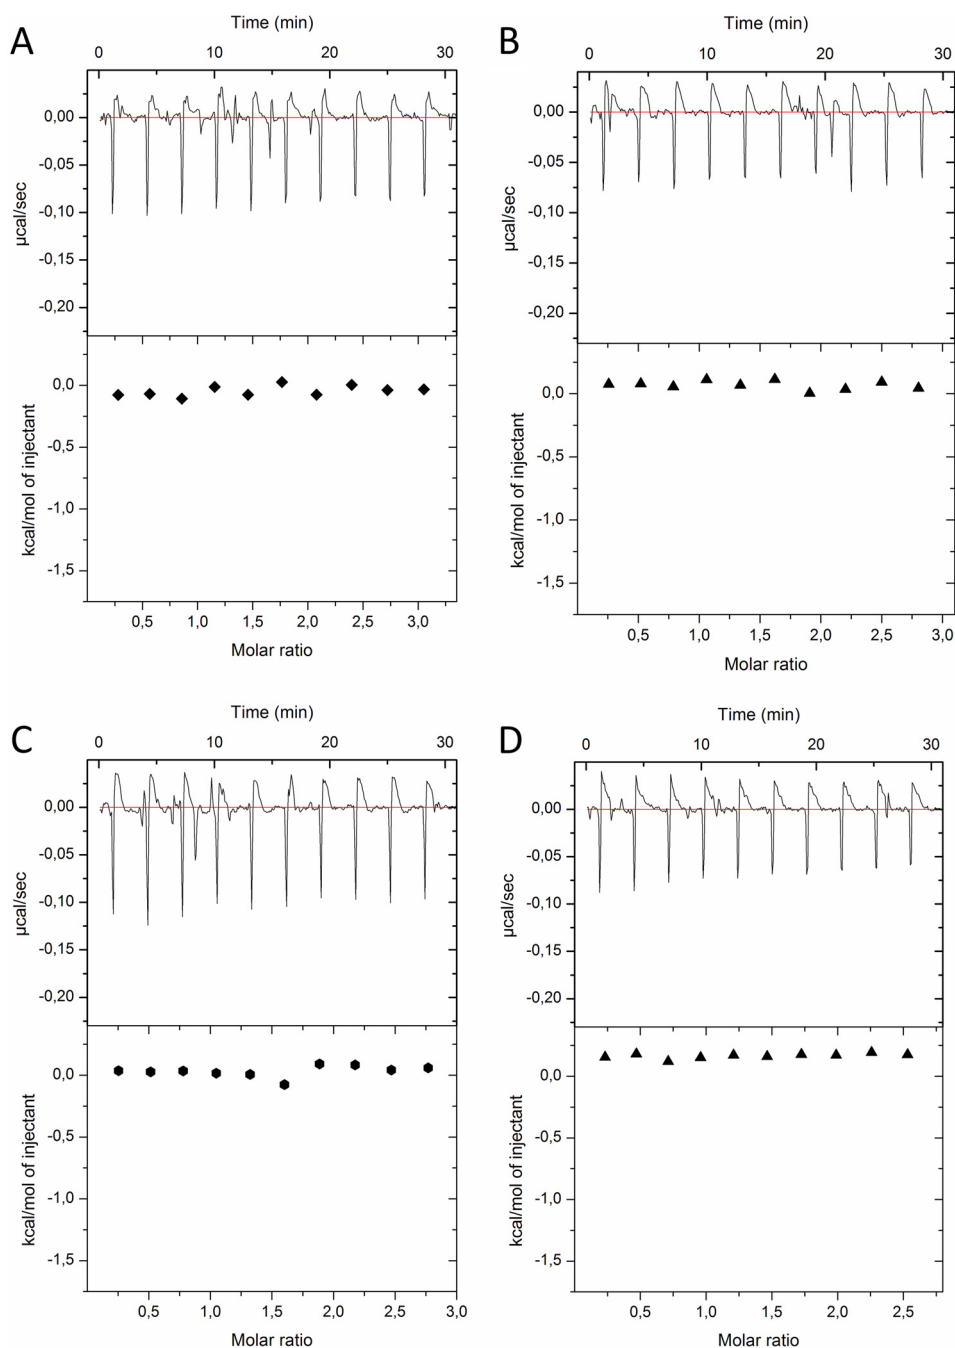 A
Time (min)
0 10 20 30
0,00
-0,05
-0,10
-0,15
-0,20
µcal/sec
0,0
-0,5
-1,0
-1,5
kcal/mol of injectant
0,5 1,0 1,5 2,0 2,5 3,0
Molar ratio
B
Time (min)
0 10 20 30
0,00
-0,05
-0,10
-0,15
-0,20
µcal/sec
0,0
-0,5
-1,0
-1,5
kcal/mol of injectant
0,5 1,0 1,5 2,0 2,5 3,0
Molar ratio
C
Time (min)
0 10 20 30
0,00
-0,05
-0,10
-0,15
-0,20
µcal/sec
0,0
-0,5
-1,0
-1,5
kcal/mol of injectant
0,5 1,0 1,5 2,0 2,5 3,0
Molar ratio
D
Time (min)
0 10 20 30
0,00
-0,05
-0,10
-0,15
-0,20
µcal/sec
0,0
-0,5
-1,0
-1,5
kcal/mol of injectant
0,5 1,0 1,5 2,0 2,5
Molar ratio